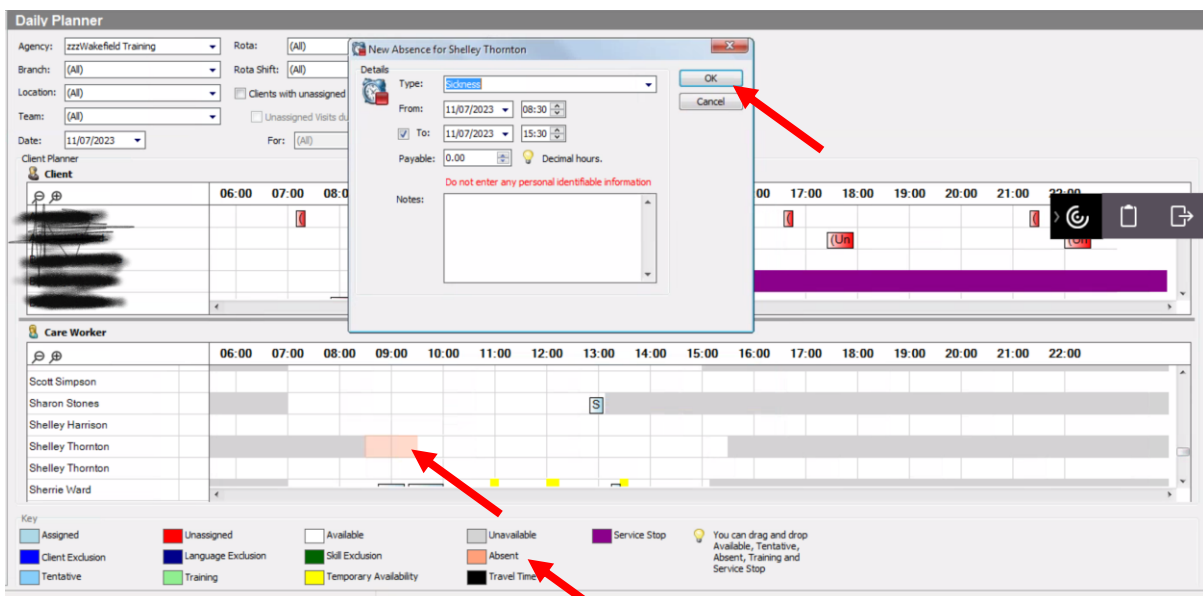 Daily Planner
Agency: zzzWakefield Training Rota: (All)
Branch: (All) Rota Shift: (All)
Location: (All) Clients with unassigned
Team: (All) Unassigned Visits du
Date: 11/07/2023 For: (All)
New Absence for Shelley Thornton
Details
Type: Sickness OK
From: 11/07/2023 08:30 Cancel
To: 11/07/2023 15:30
Payable: 0.00 Decimal hours.
Do not enter any personal identifiable information
Notes:
Client Planner
Client
06:00 07:00 08:0 00 17:00 18:00 19:00 20:00 21:00 22:00
(Un
(Un
Care Worker
06:00 07:00 08:00 09:00 10:00 11:00 12:00 13:00 14:00 15:00 16:00 17:00 18:00 19:00 20:00 21:00 22:00
Scott Simpson
Sharon Stones S
Shelley Harrison
Shelley Thornton
Shelley Thornton
Sherrie Ward
Key
Assigned Unassigned Available Unavailable Service Stop You can drag and drop
Available, Tentative,
Client Exclusion Language Exclusion Skill Exclusion Absent Absent, Training and
Service Stop
Tentative Training Temporary Availability Travel Time